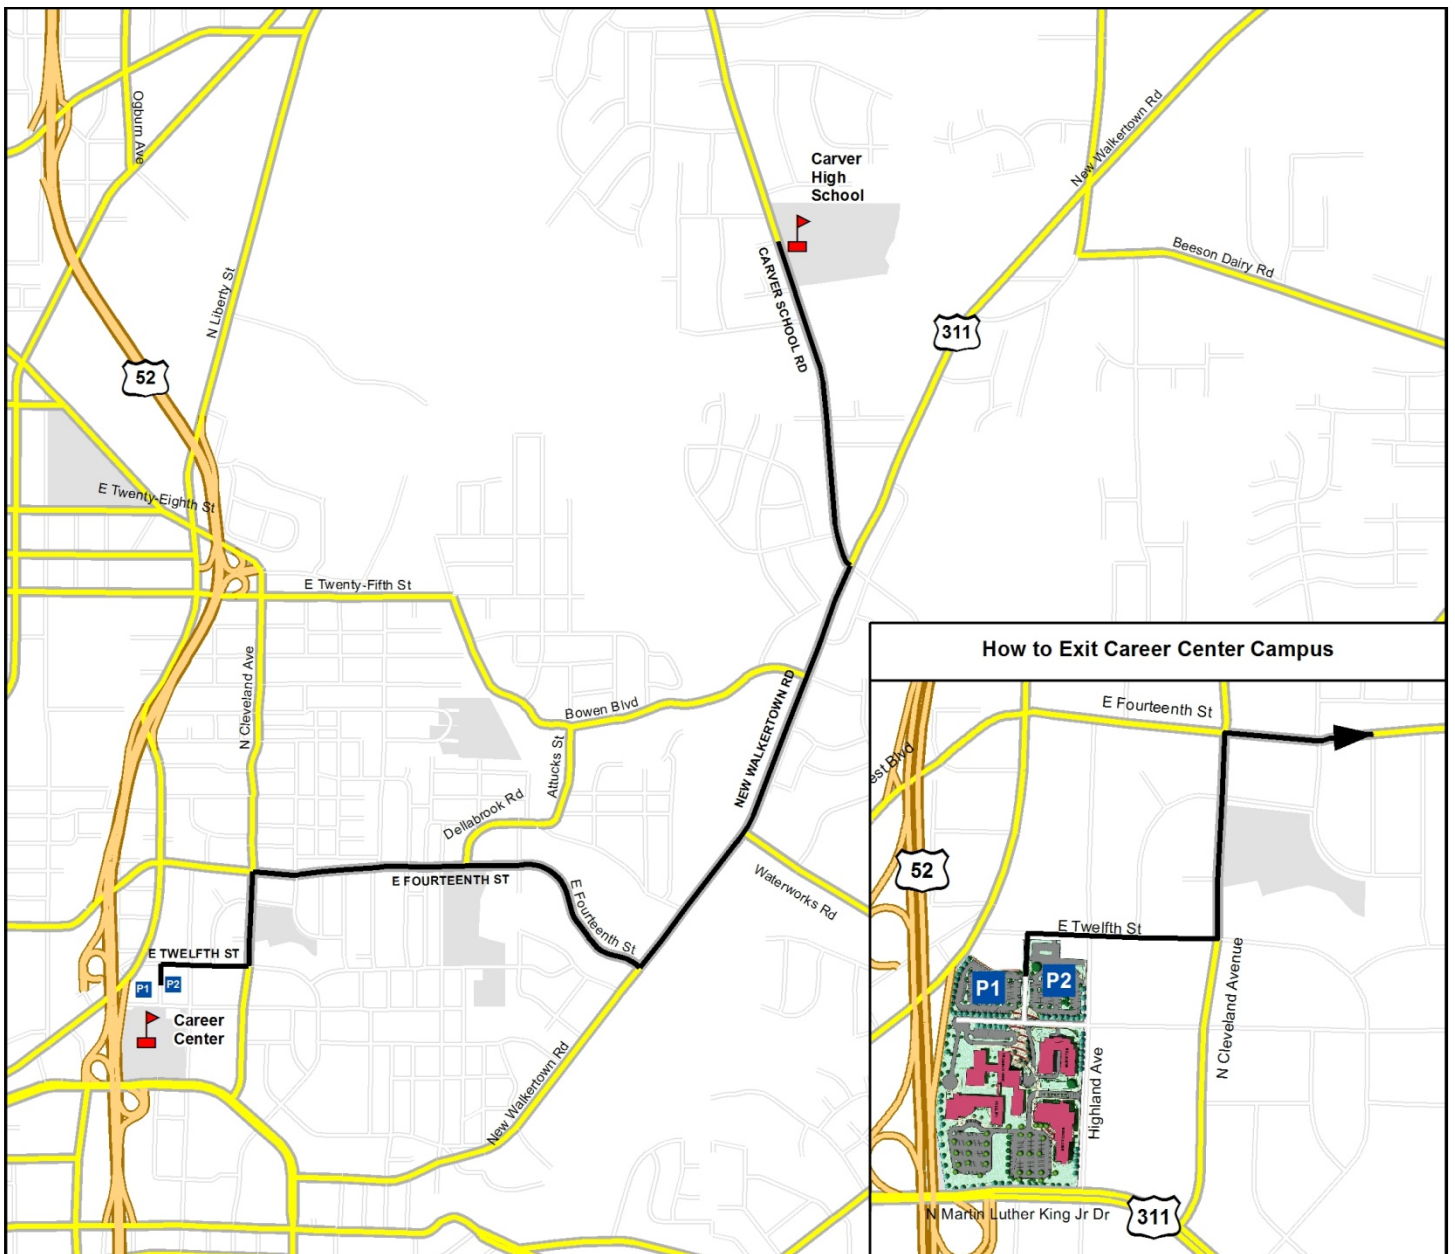 Ogburn Ave
New Walkertown Rd
Carver
High
School
Beeson Dairy Rd
CARVER SCHOOL RD
N Liberty St
311
52
E Twenty-Eighth St
E Twenty-Fifth St
N Cleveland Ave
Bowen Blvd
NEW WALKERTOWN RD
Attucks St
Dellabrook Rd
E FOURTEENTH ST
E Fourteenth St
Waterworks Rd
E TWELFTH ST
P1
P2
Career
Center
New Walkertown Rd
How to Exit Career Center Campus
E Fourteenth St
est Blvd
52
E Twelfth St
P1
P2
N Cleveland Avenue
Highland Ave
N Martin Luther King Jr Dr
311